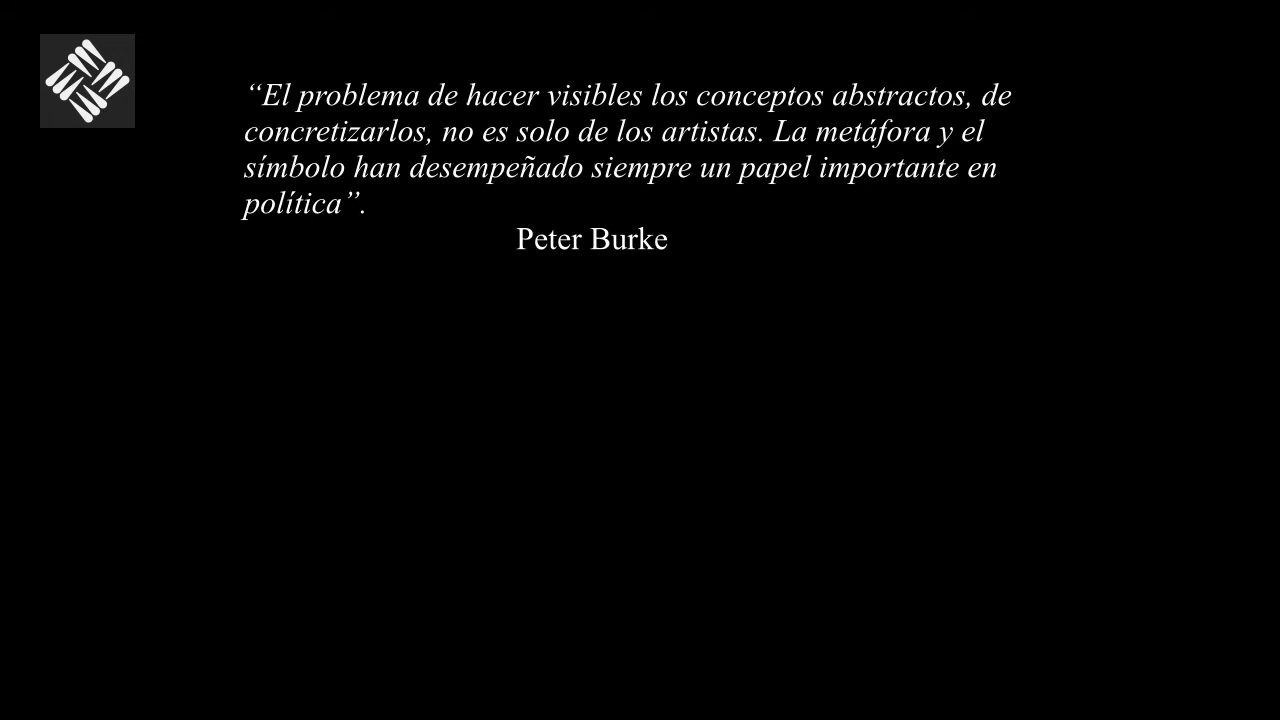 “El problema de hacer visibles los conceptos abstractos, de
concretizarlos, no es solo de los artistas. La metáfora y el
símbolo han desempeñado siempre un papel importante en
política”.
Peter Burke